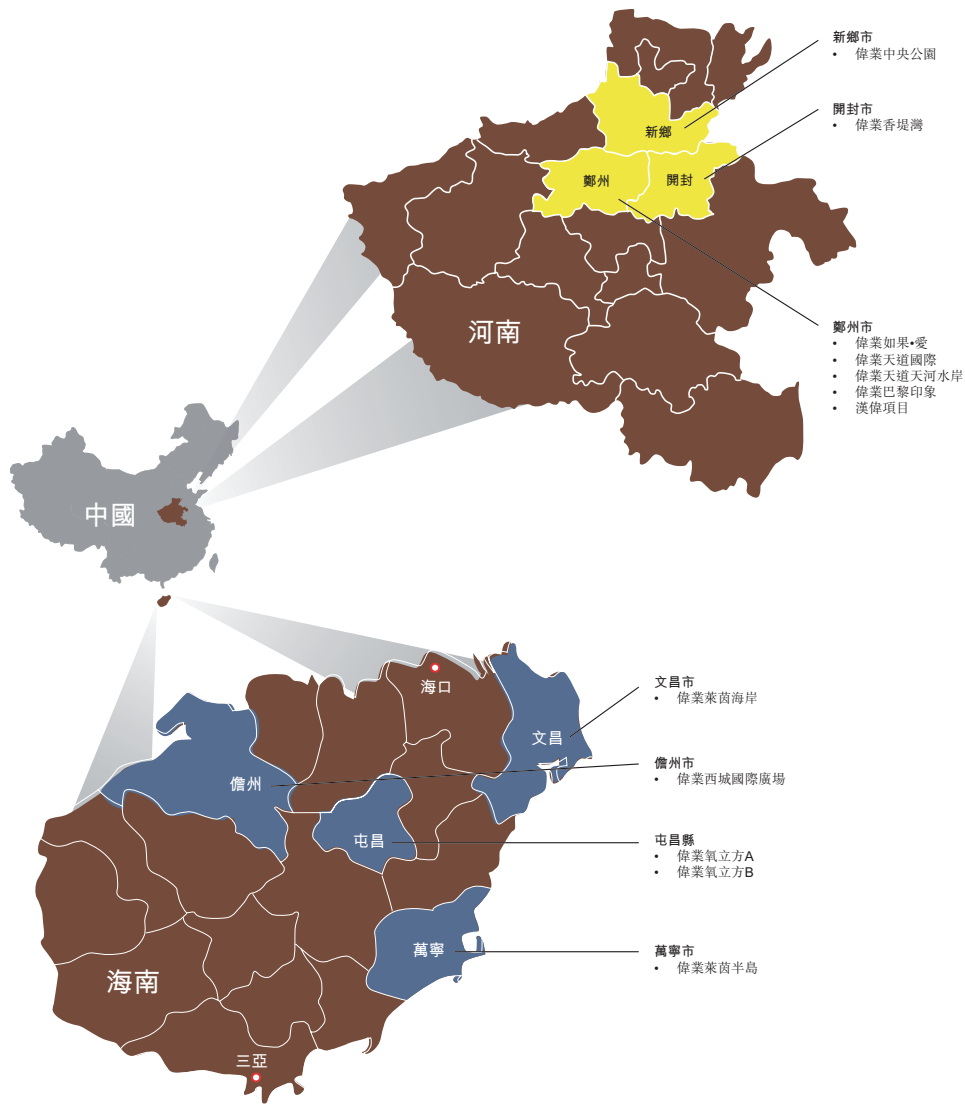 新鄉市
• 偉業中央公園
開封市
• 偉業香堤灣
新鄉
鄭州
開封
河南
鄭州市
• 偉業如果•愛
• 偉業天道國際
• 偉業天道天河水岸
• 偉業巴黎印象
• 漢偉項目
中國
海口
文昌
儋州
屯昌
萬寧
海南
三亞
文昌市
• 偉業萊茵海岸
儋州市
• 偉業西城國際廣場
屯昌縣
• 偉業氧立方A
• 偉業氧立方B
萬寧市
• 偉業萊茵半島